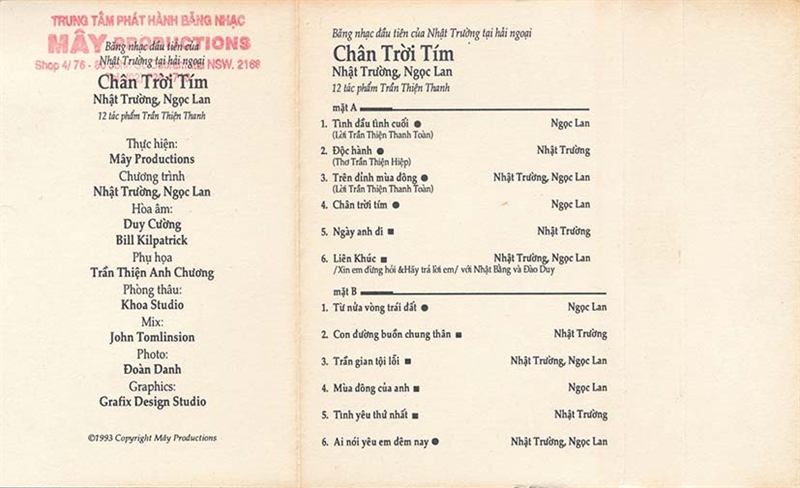 TRUNG TÂM PHÁT HÀNH BĂNG NHẠC
MÂY PRODUCTIONS
Shop 4/ 76 - NSW. 2166
Băng nhạc đầu tiên của
Nhật Trường tại hải ngoại
Chân Trời Tím
Nhật Trường, Ngọc Lan
12 tác phẩm Trần Thiện Thanh
Thực hiện:
Mây Productions
Chương trình
Nhật Trường, Ngọc Lan
Hòa âm:
Duy Cường
Bill Kilpatrick
Phụ họa
Trần Thiện Anh Chương
Phòng thâu:
Khoa Studio
Mix:
John Tomlinsion
Photo:
Đoàn Danh
Graphics:
Grafix Design Studio
©1993 Copyright Mây Productions
Băng nhạc đầu tiên của Nhật Trường tại hải ngoại
Chân Trời Tím
Nhật Trường, Ngọc Lan
12 tác phẩm Trần Thiện Thanh
mặt A
1. Tình đầu tình cuối ● Ngọc Lan
(Lời Trần Thiện Thanh Toàn)
2. Độc hành ● Nhật Trường
(Thơ Trần Thiện Hiệp)
3. Trên đỉnh mùa đông ● Nhật Trường, Ngọc Lan
(Lời Trần Thiện Thanh Toàn)
4. Chân trời tím ● Ngọc Lan
5. Ngày anh đi ■ Nhật Trường
6. Liên Khúc ■ Nhật Trường, Ngọc Lan
/Xin em đừng hỏi &Hãy trả lời em/ với Nhật Bằng và Đào Duy
mặt B
1. Từ nửa vòng trái đất ● Ngọc Lan
2. Con đường buồn chung thân ■ Nhật Trường
3. Trần gian tội lỗi ■ Nhật Trường, Ngọc Lan
4. Mùa đông của anh ■ Ngọc Lan
5. Tình yêu thứ nhất ■ Nhật Trường
6. Ai nói yêu em đêm nay ● Nhật Trường, Ngọc Lan